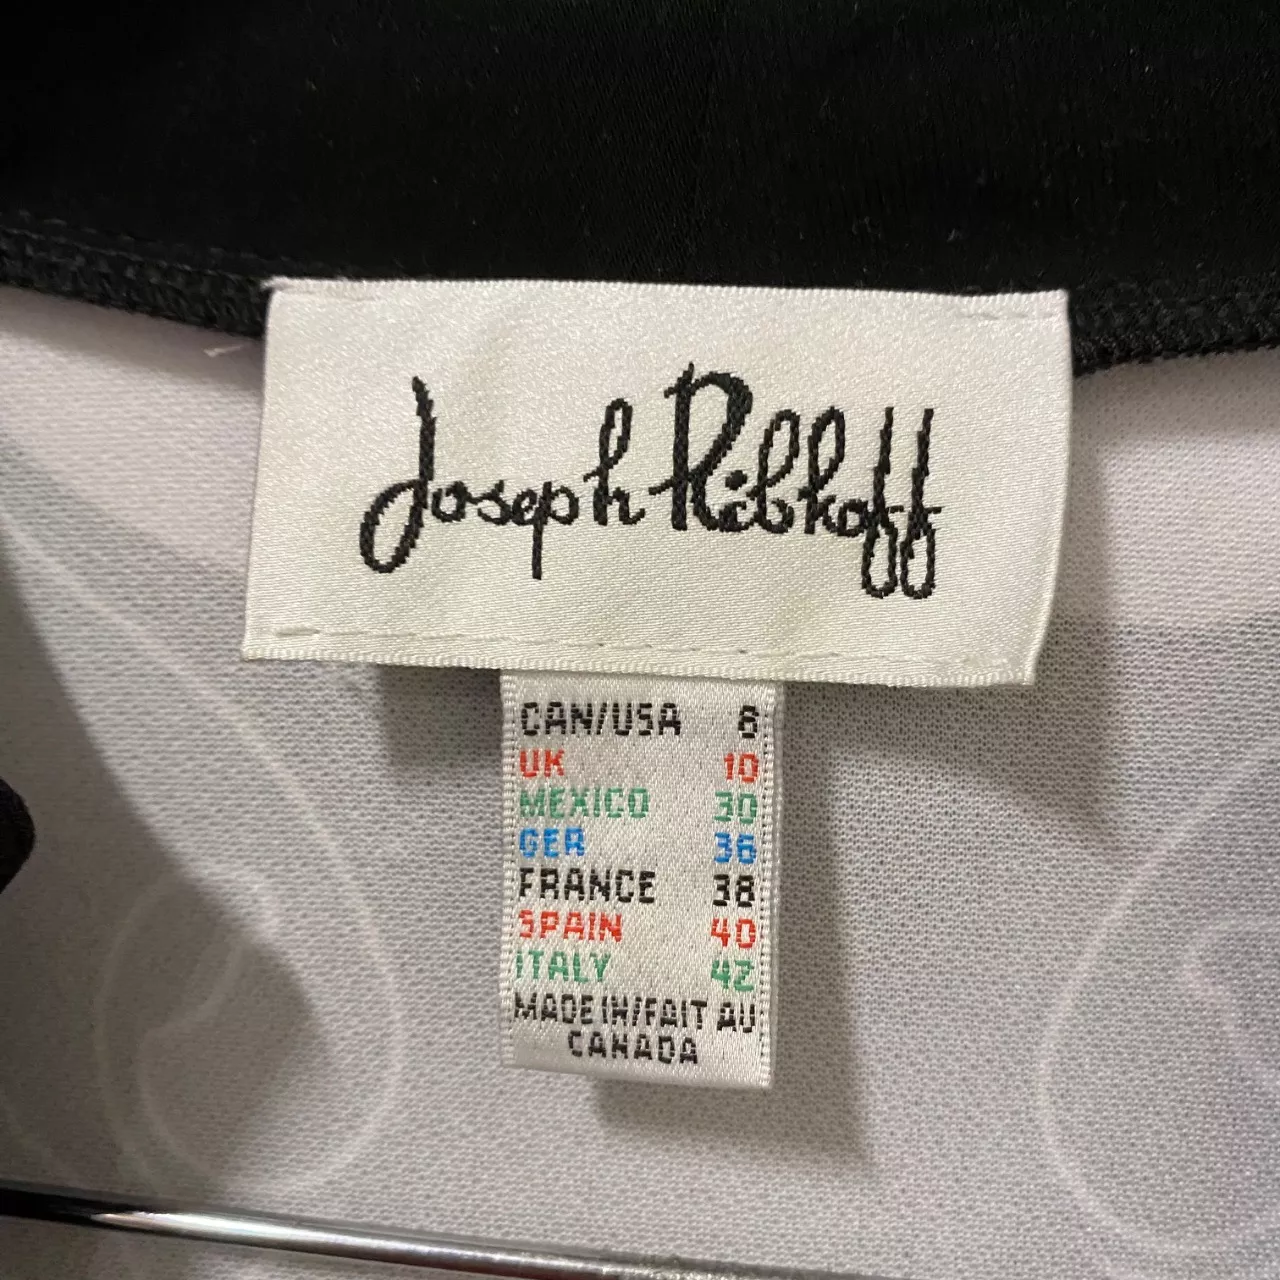 Joseph Ribkoff
CAN/USA 8
UK 10
MEXICO 30
GER 36
FRANCE 38
SPAIN 40
ITALY 42
MADE IN/FAIT AU
CANADA